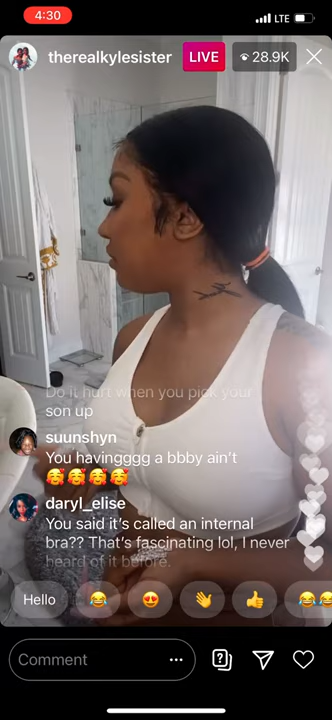 4:30
LTE
therealkylesister LIVE 28.9K
Do it hurt when you pick your
son up
suunshyn
You havingggg a bbby ain't
🥰🥰🥰🥰
daryl_elise
You said it's called an internal
bra?? That's fascinating lol, I never
heard of it before.
Hello 😂 😍 👋 👍 😂😂
Comment